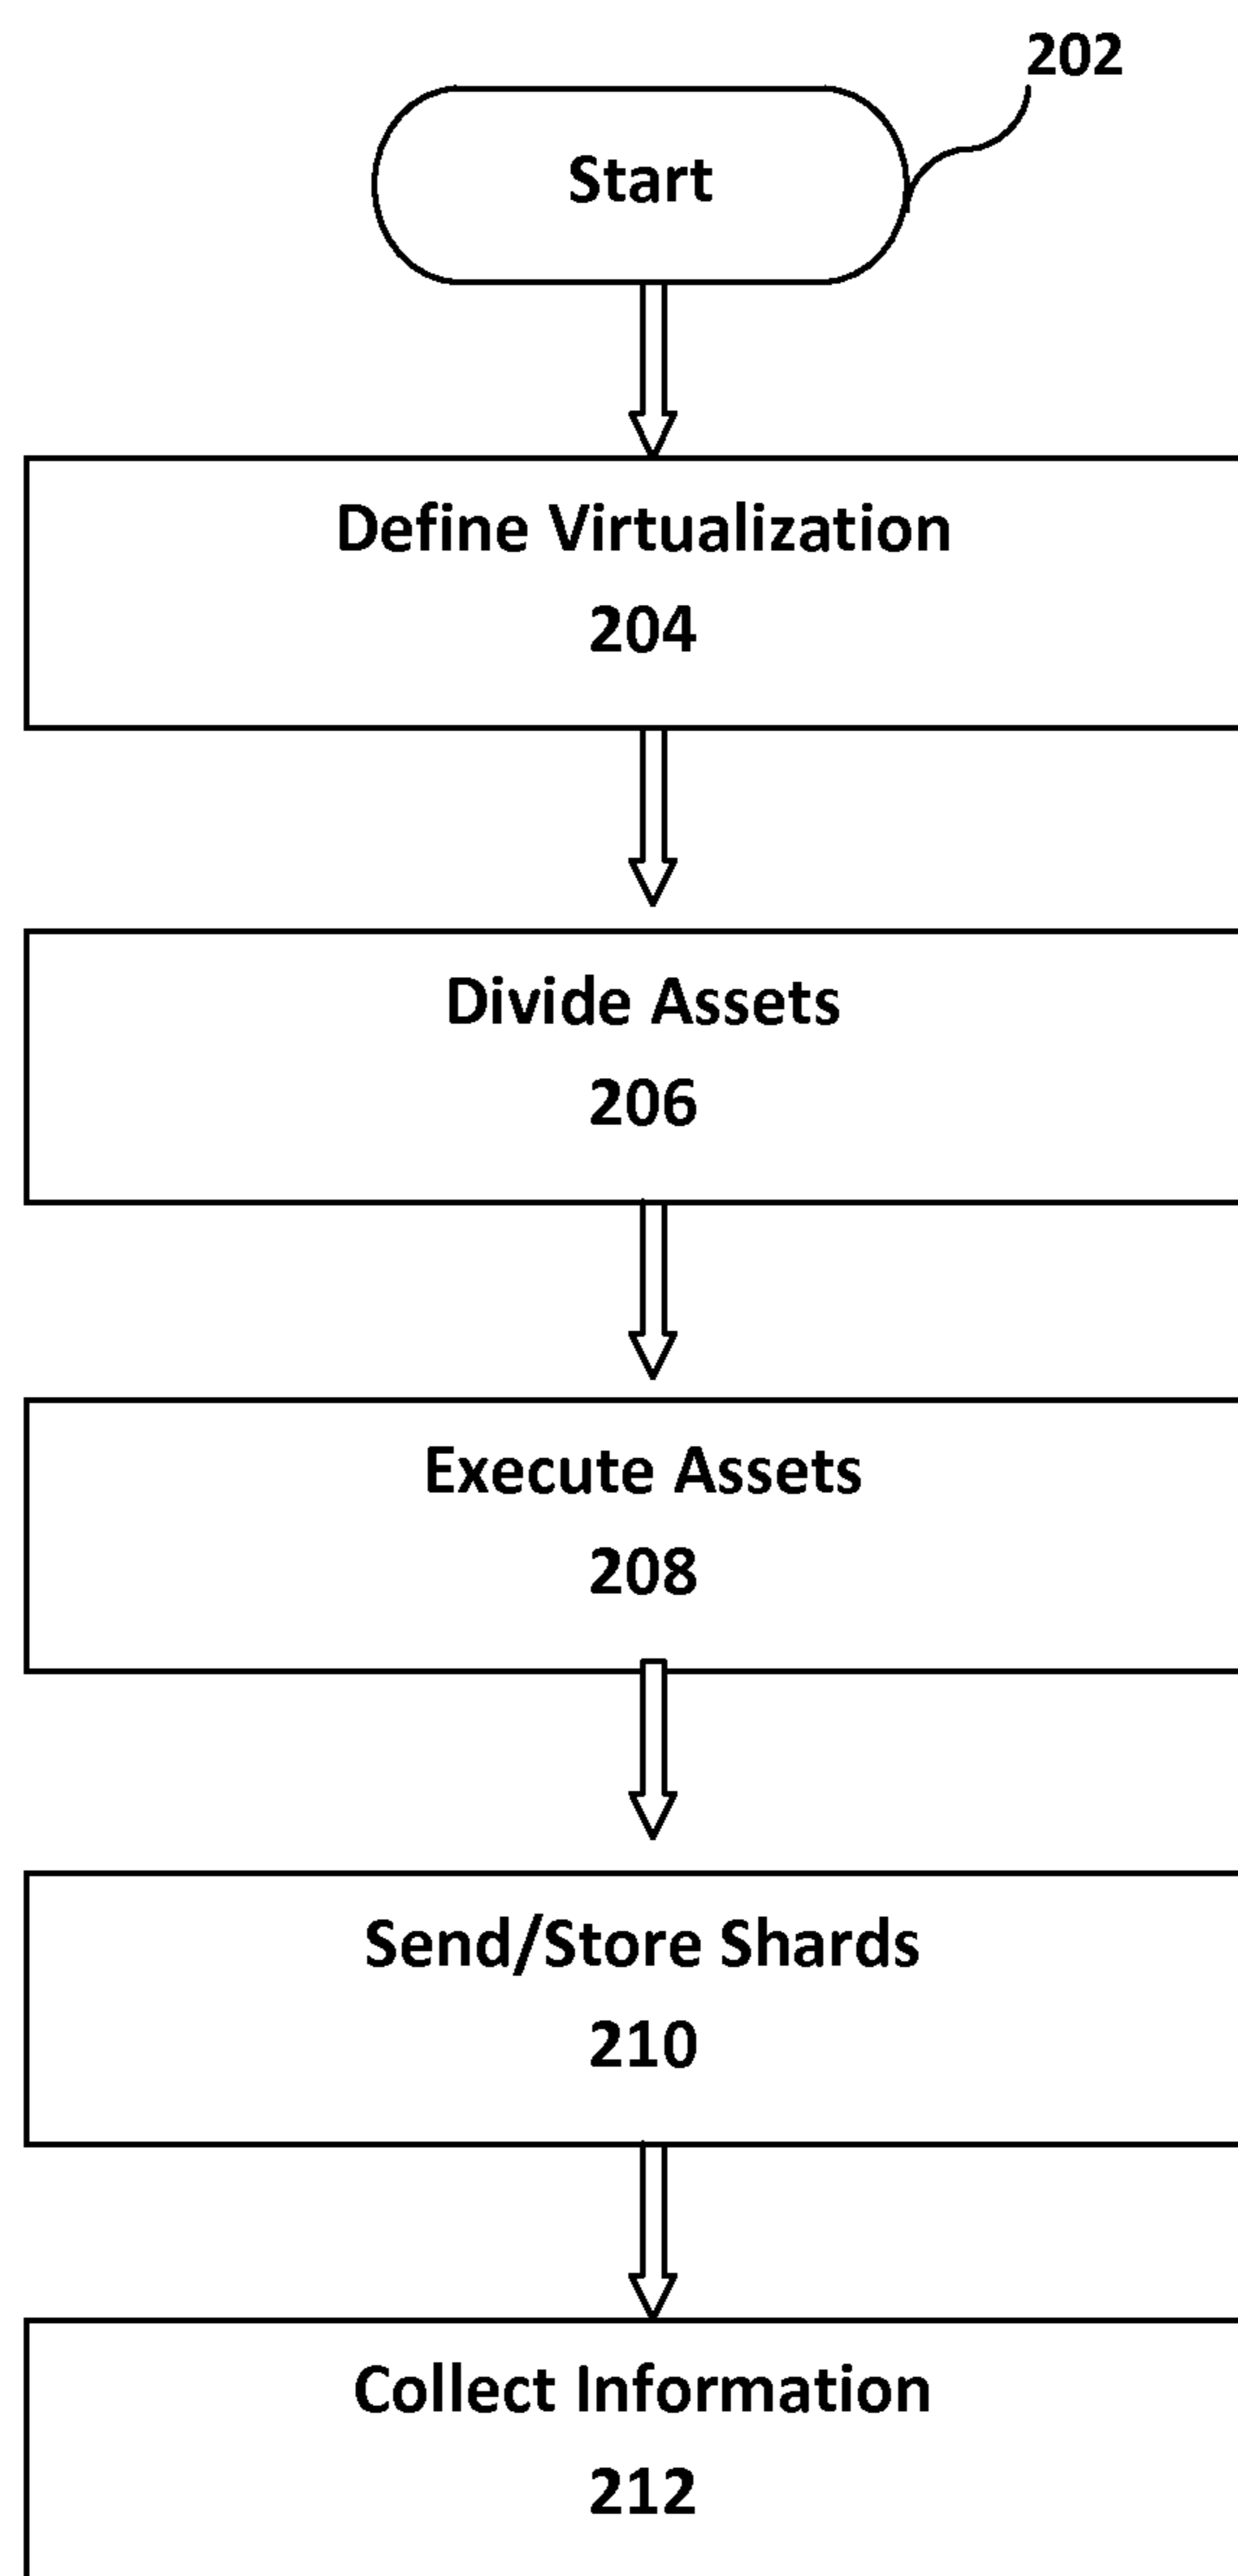 202
Start
Define Virtualization
204
Divide Assets
206
Execute Assets
208
Send/Store Shards
210
Collect Information
212